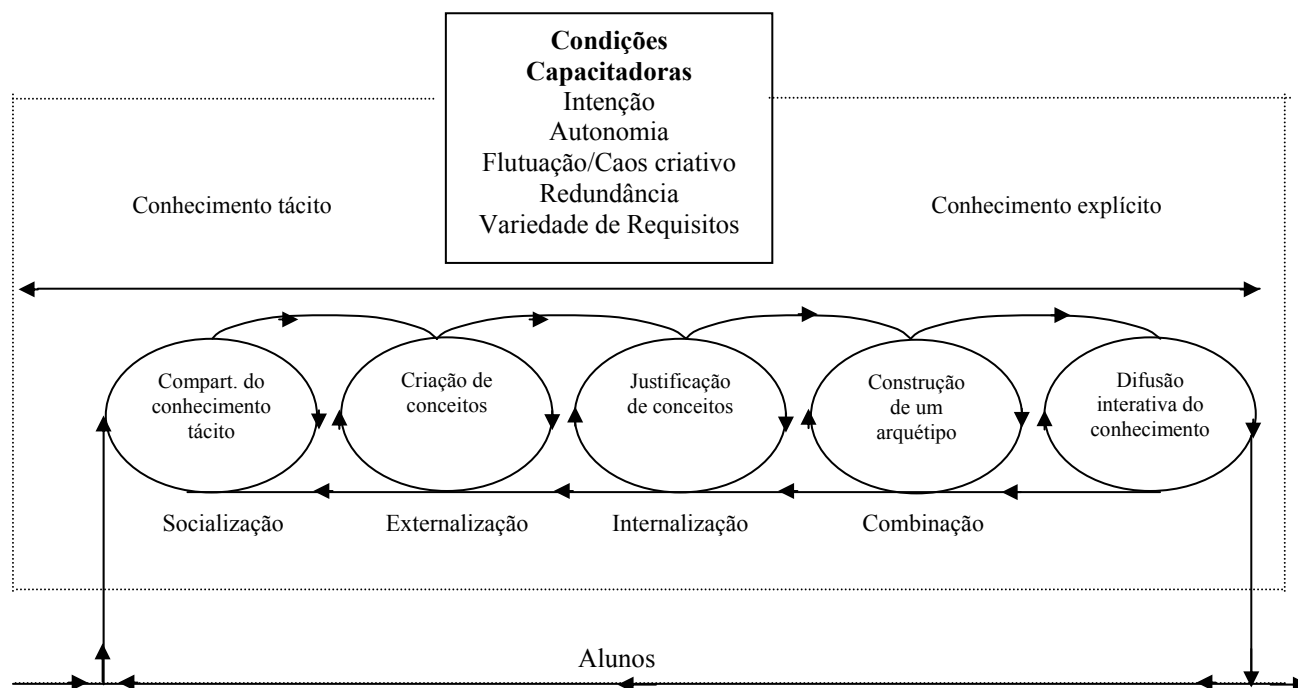 Condições
Capacitadoras
Intenção
Autonomia
Flutuação/Caos criativo
Redundância
Variedade de Requisitos
Conhecimento tácito
Conhecimento explícito
Compart. do
conhecimento
tácito
Criação de
conceitos
Justificação
de conceitos
Construção
de um
arquétipo
Difusão
interativa do
conhecimento
Socialização
Externalização
Internalização
Combinação
Alunos